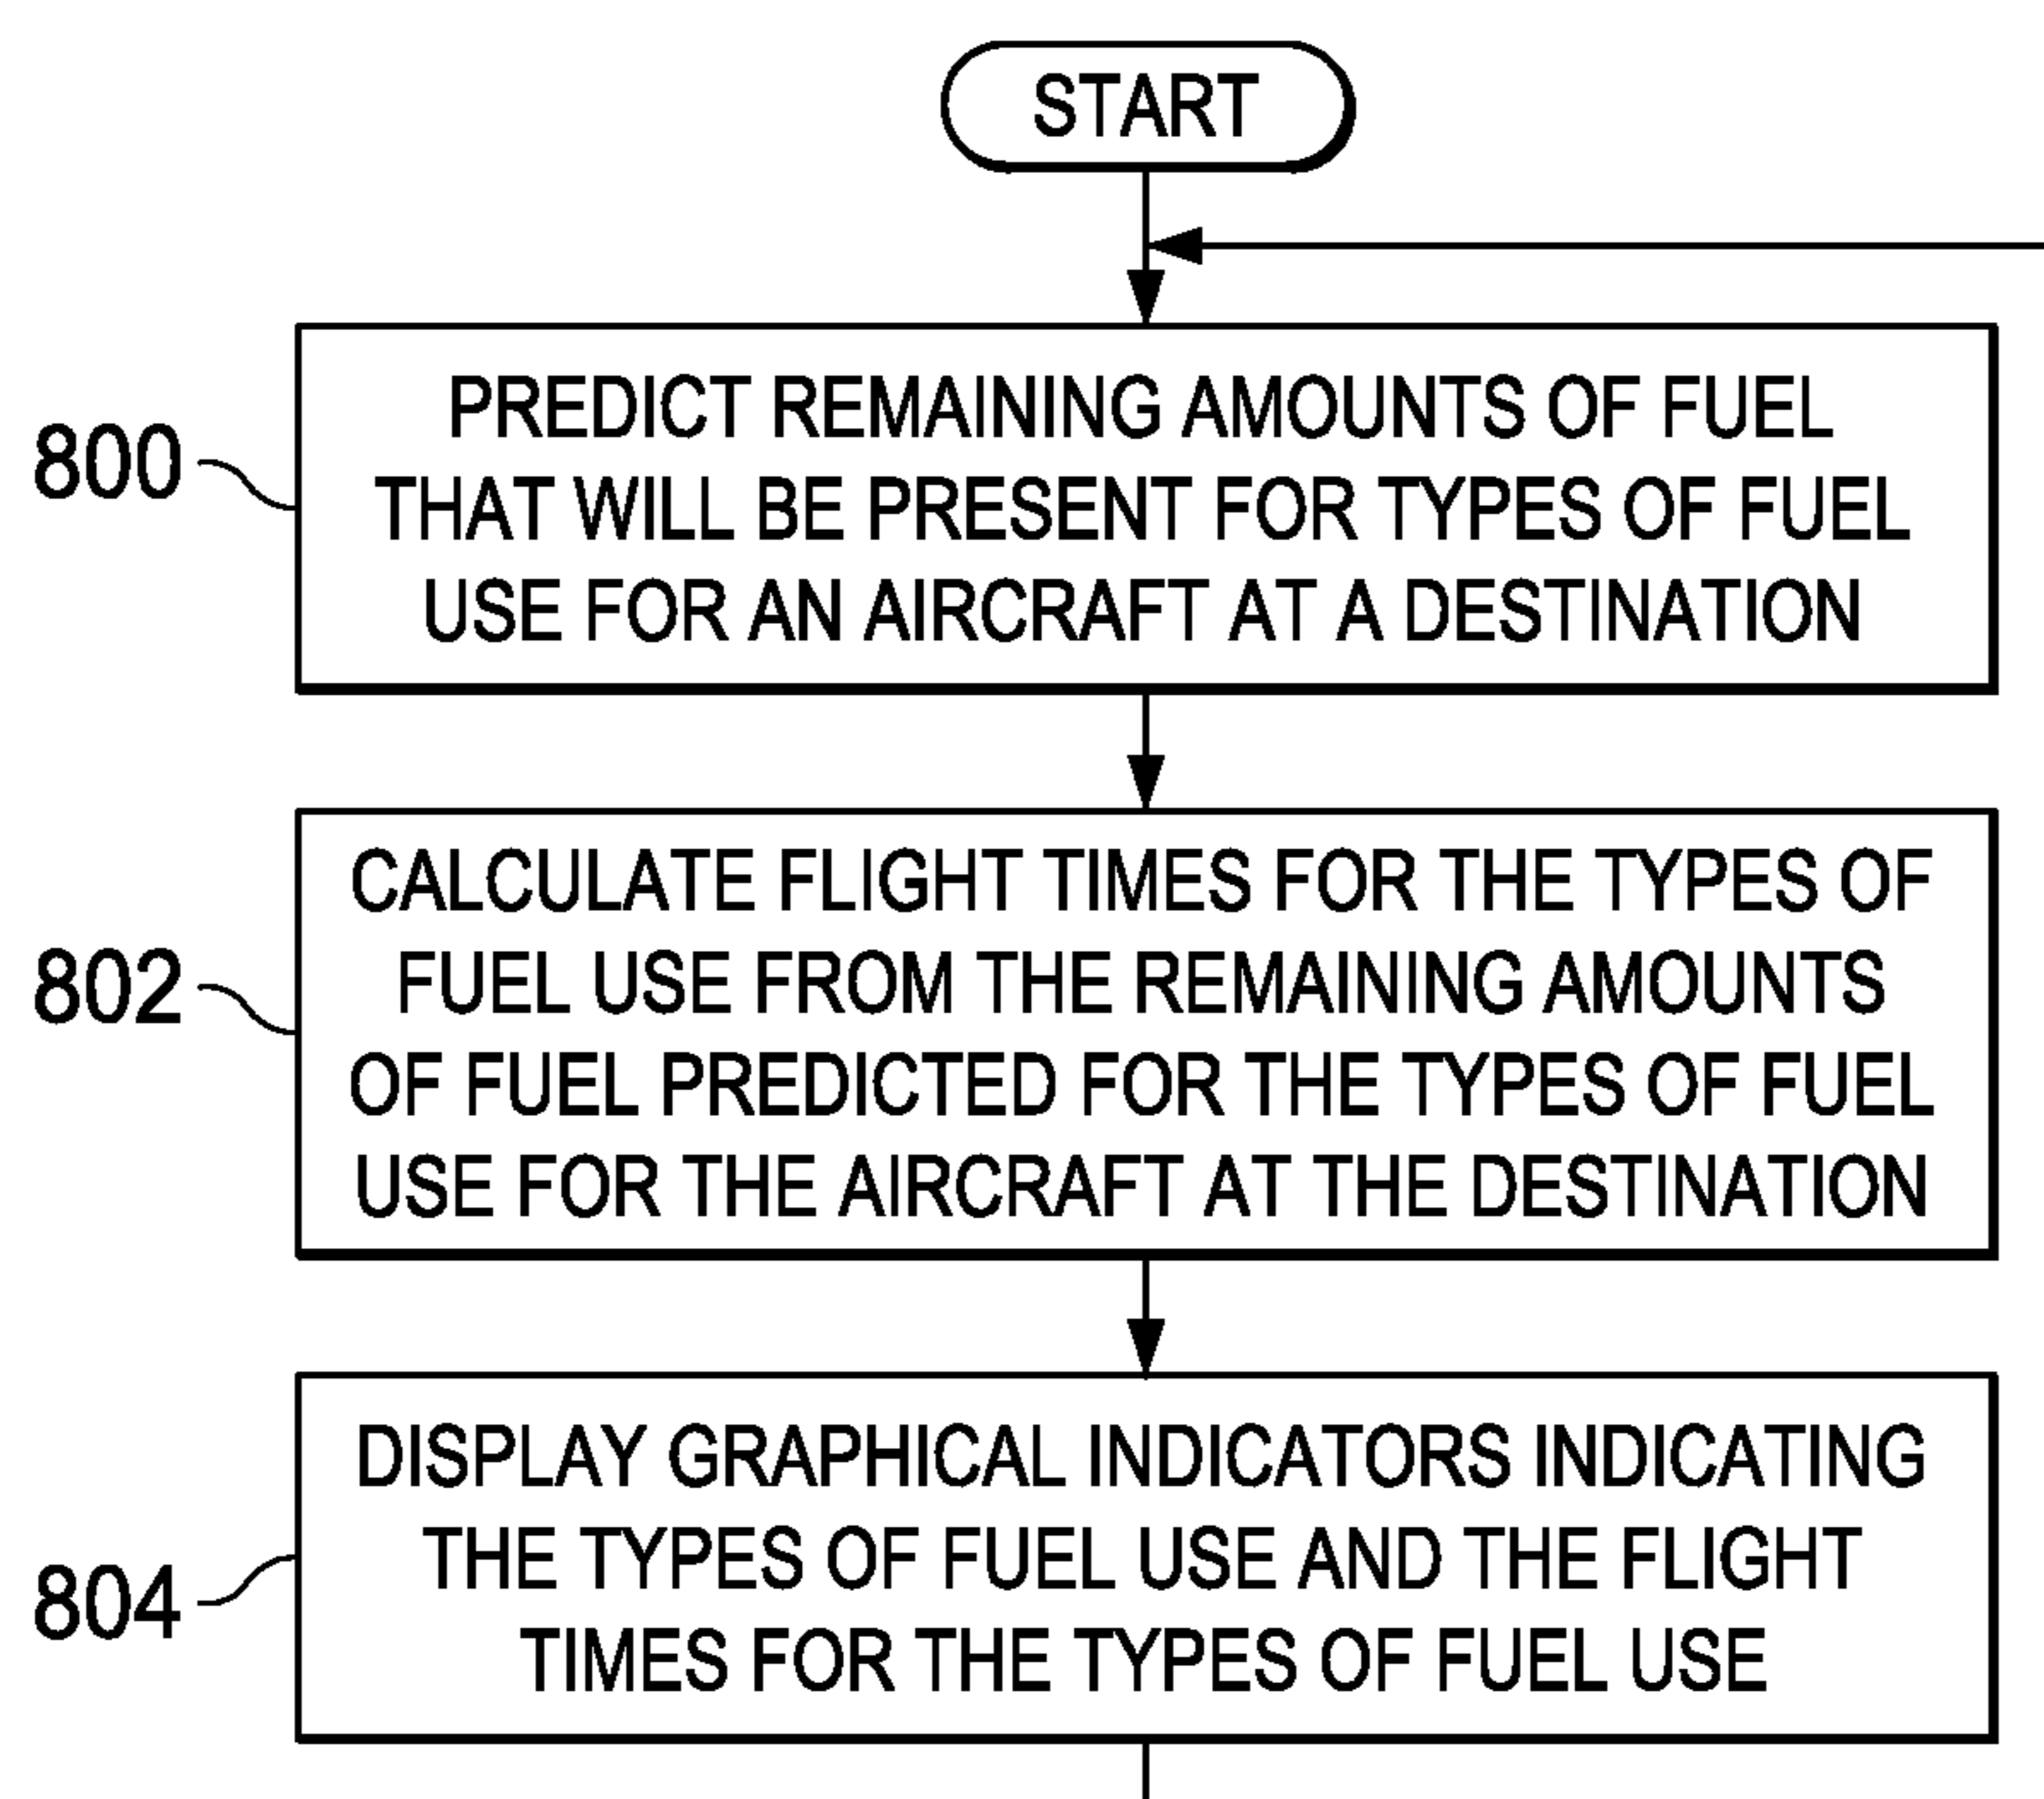 START
PREDICT REMAINING AMOUNTS OF FUEL
THAT WILL BE PRESENT FOR TYPES OF FUEL
USE FOR AN AIRCRAFT AT A DESTINATION
800
CALCULATE FLIGHT TIMES FOR THE TYPES OF
FUEL USE FROM THE REMAINING AMOUNTS
OF FUEL PREDICTED FOR THE TYPES OF FUEL
USE FOR THE AIRCRAFT AT THE DESTINATION
802
DISPLAY GRAPHICAL INDICATORS INDICATING
THE TYPES OF FUEL USE AND THE FLIGHT
TIMES FOR THE TYPES OF FUEL USE
804